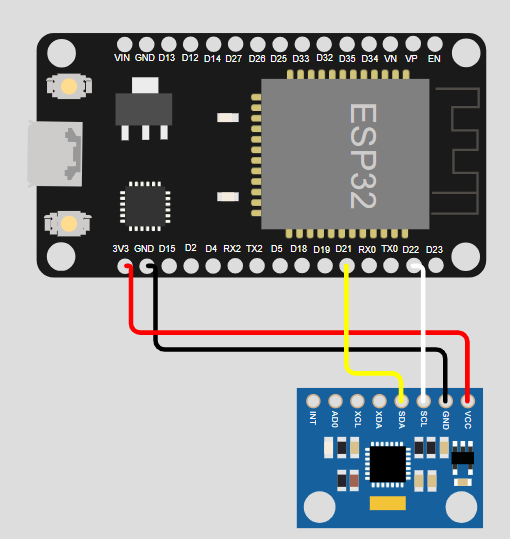 VIN GND D13 D12 D14 D27 D26 D25 D33 D32 D35 D34 VN VP EN
ESP32
3V3 GND D15 D2 D4 RX2 TX2 D5 D18 D19 D21 RX0 TX0 D22 D23
INT AD0 XCL XDA SDA SCL GND VCC